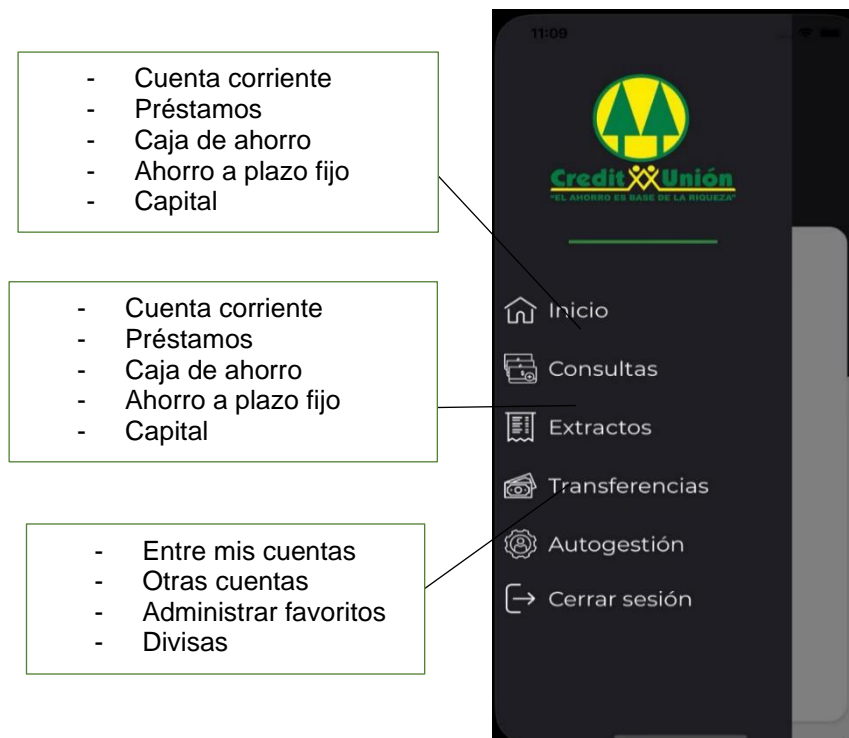 - Cuenta corriente
- Préstamos
- Caja de ahorro
- Ahorro a plazo fijo
- Capital
- Cuenta corriente
- Préstamos
- Caja de ahorro
- Ahorro a plazo fijo
- Capital
- Entre mis cuentas
- Otras cuentas
- Administrar favoritos
- Divisas
11:09
Credit Unión
"EL AHORRO ES BASE DE LA RIQUEZA"
Inicio
Consultas
Extractos
Transferencias
Autogestión
Cerrar sesión